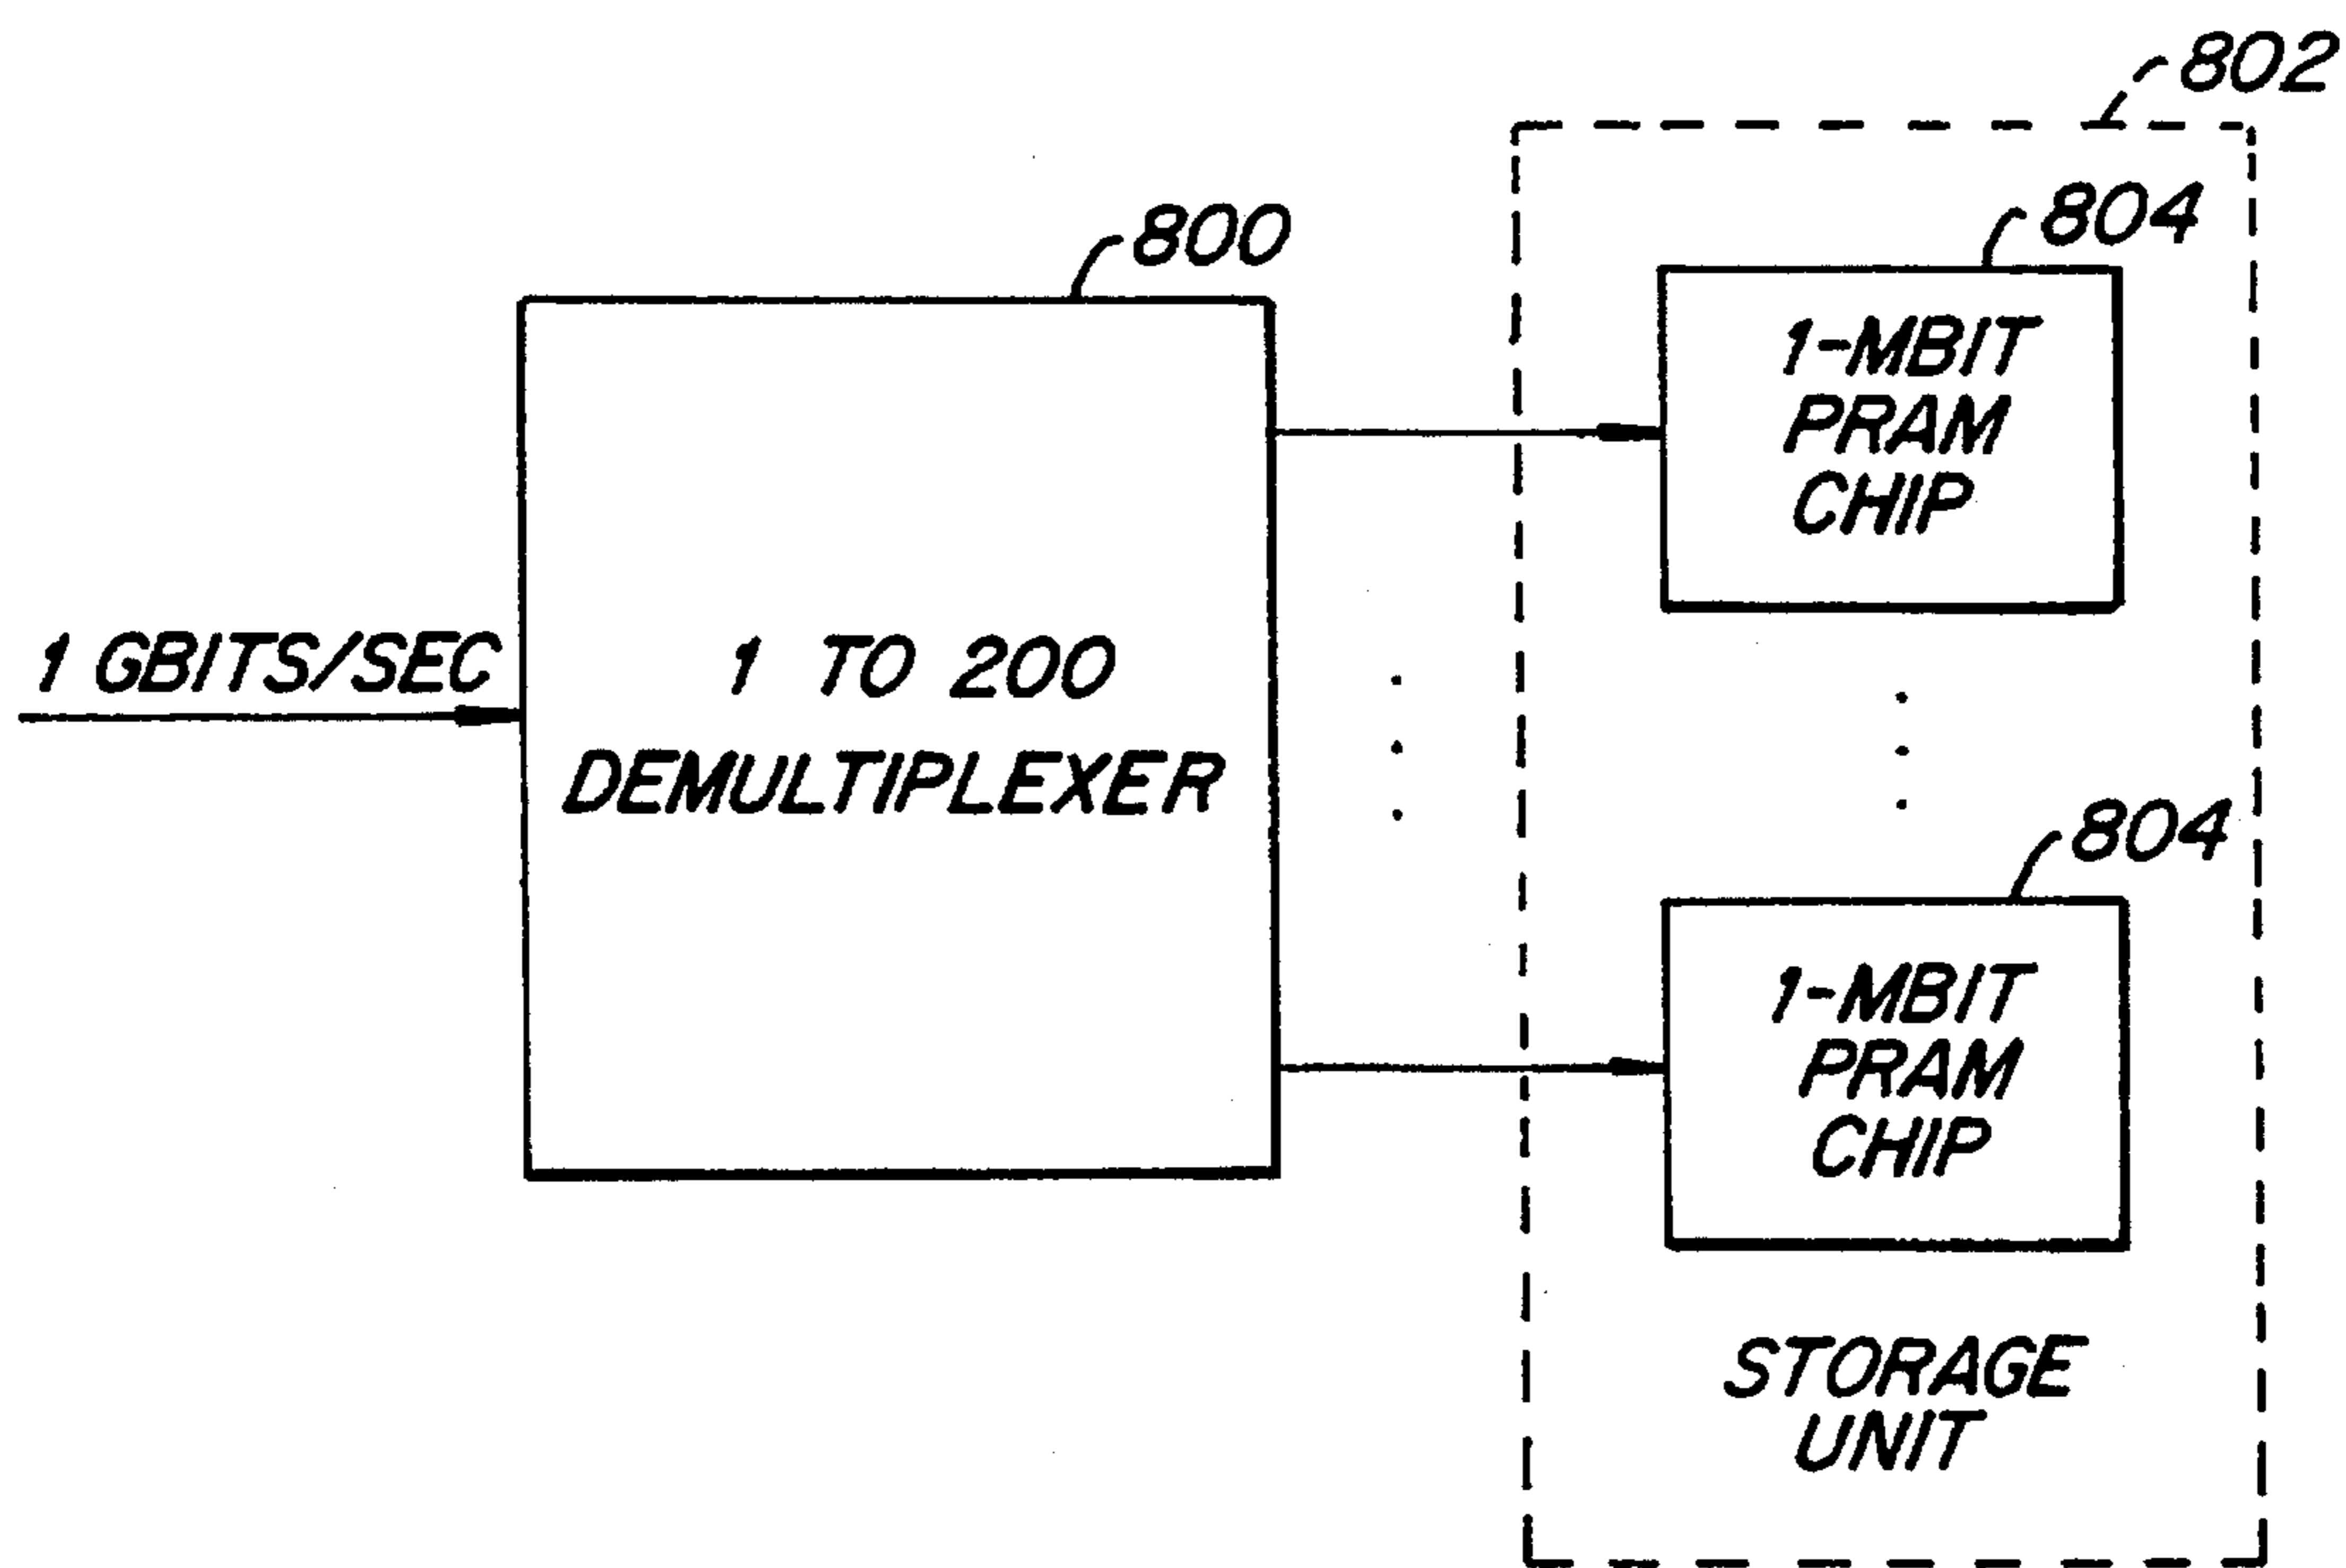 802
800
804
1-MBIT
PRAM
CHIP
1 GBITS/SEC
1 TO 200
DEMULTIPLEXER
804
1-MBIT
PRAM
CHIP
STORAGE
UNIT